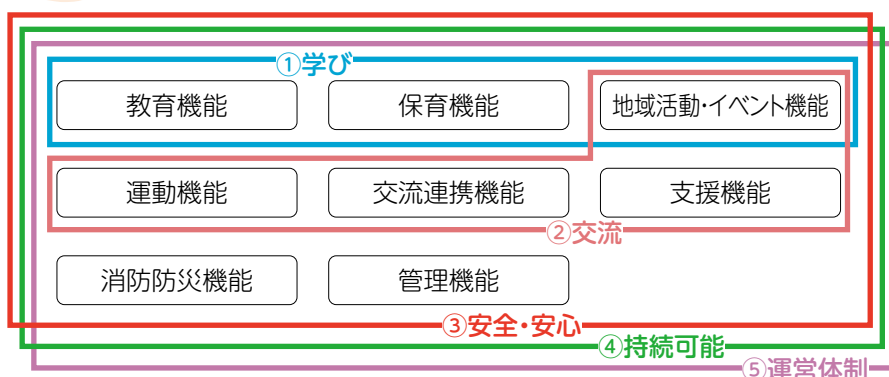 ①学び
教育機能
保育機能
地域活動・イベント機能
運動機能
交流連携機能
支援機能
②交流
消防防災機能
管理機能
③安全・安心
④持続可能
⑤運営体制